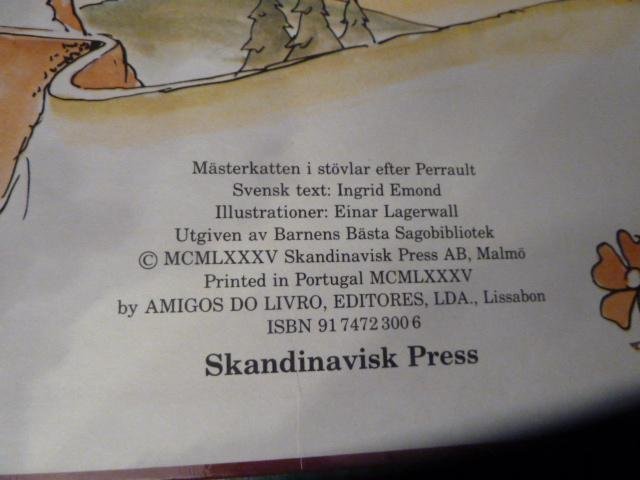 Mästerkatten i stövlar efter Perrault
Svensk text: Ingrid Emond
Illustrationer: Einar Lagerwall
Utgiven av Barnens Bästa Sagobibliotek
© MCMLXXXV Skandinavisk Press AB, Malmö
Printed in Portugal MCMLXXXV
by AMIGOS DO LIVRO, EDITORES, LDA., Lissabon
ISBN 91 7472 300 6
Skandinavisk Press